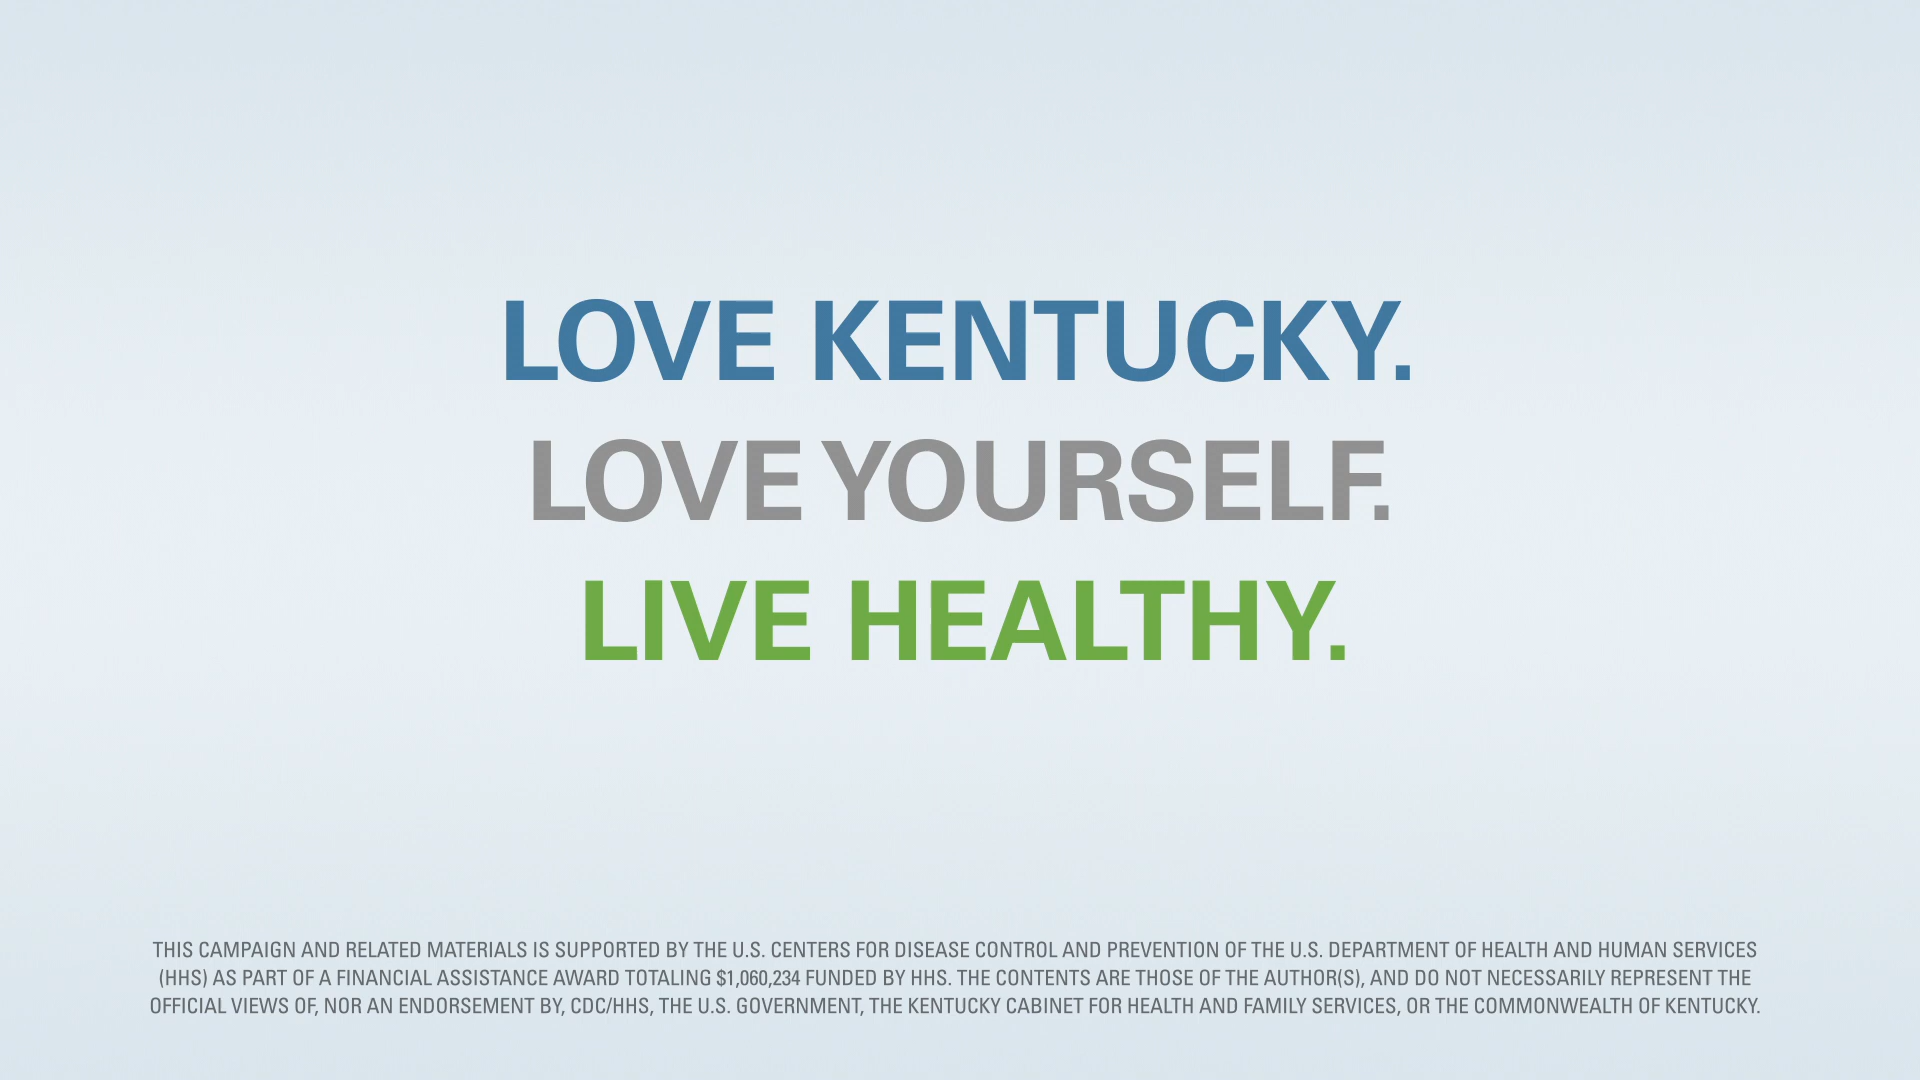 LOVE KENTUCKY.
LOVE YOURSELF.
LIVE HEALTHY.
THIS CAMPAIGN AND RELATED MATERIALS IS SUPPORTED BY THE U.S. CENTERS FOR DISEASE CONTROL AND PREVENTION OF THE U.S. DEPARTMENT OF HEALTH AND HUMAN SERVICES
(HHS) AS PART OF A FINANCIAL ASSISTANCE AWARD TOTALING $1,060,234 FUNDED BY HHS. THE CONTENTS ARE THOSE OF THE AUTHOR(S), AND DO NOT NECESSARILY REPRESENT THE
OFFICIAL VIEWS OF, NOR AN ENDORSEMENT BY, CDC/HHS, THE U.S. GOVERNMENT, THE KENTUCKY CABINET FOR HEALTH AND FAMILY SERVICES, OR THE COMMONWEALTH OF KENTUCKY.